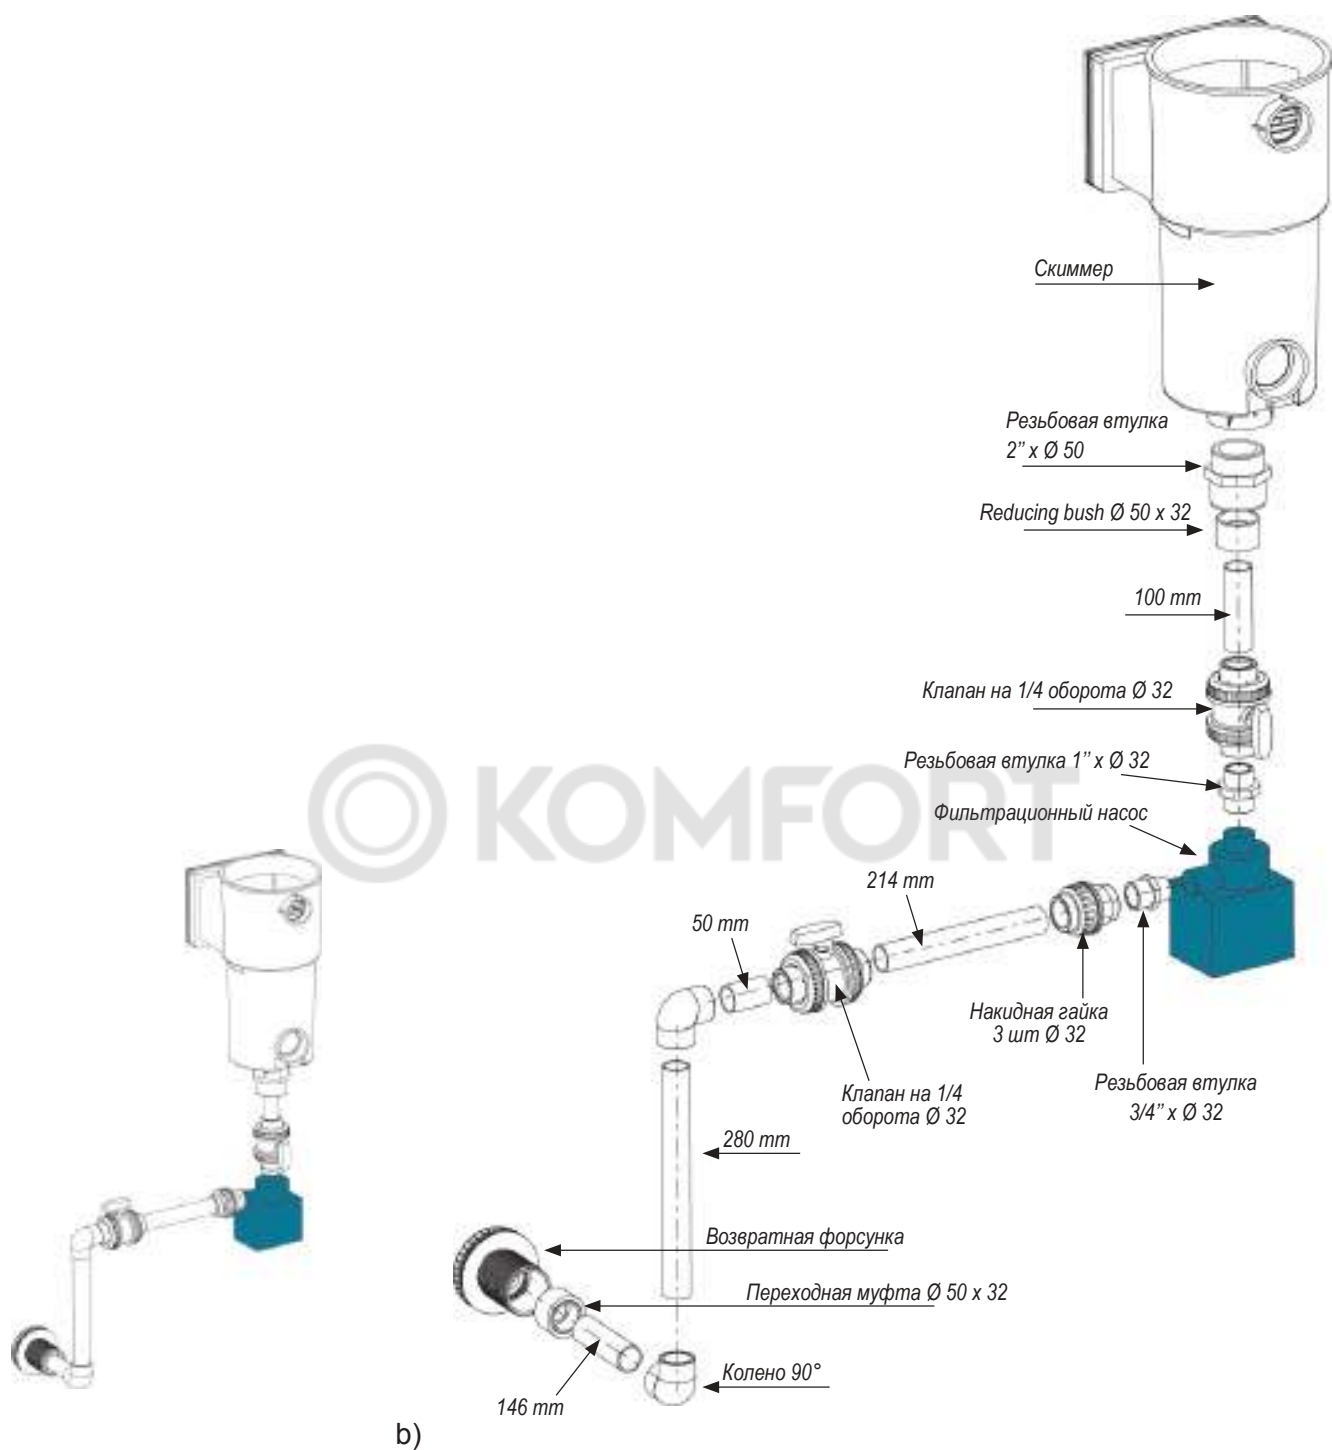 Скиммер
Резьбовая втулка
2” x Ø 50
Reducing bush Ø 50 x 32
100 mm
Клапан на 1/4 оборота Ø 32
Резьбовая втулка 1” x Ø 32
KOMFORT
Фильтрационный насос
214 mm
50 mm
Накидная гайка
3 шт Ø 32
Резьбовая втулка
3/4” x Ø 32
Клапан на 1/4
оборота Ø 32
280 mm
Возвратная форсунка
Переходная муфта Ø 50 x 32
Колено 90°
146 mm
b)